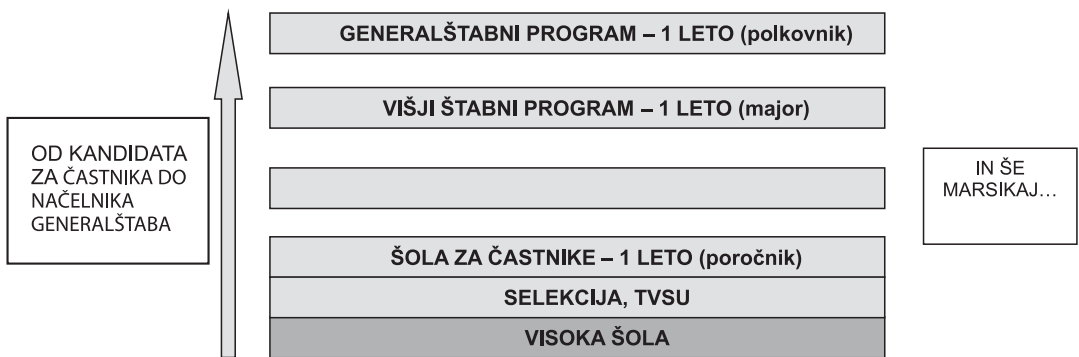 GENERALŠTABNI PROGRAM – 1 LETO (polkovnik)
VIŠJI ŠTABNI PROGRAM – 1 LETO (major)
OD KANDIDATA
ZA ČASTNIKA DO
NAČELNIKA
GENERALŠTABA
IN ŠE
MARSIKAJ...
ŠOLA ZA ČASTNIKE – 1 LETO (poročnik)
SELEKCIJA, TVSU
VISOKA ŠOLA